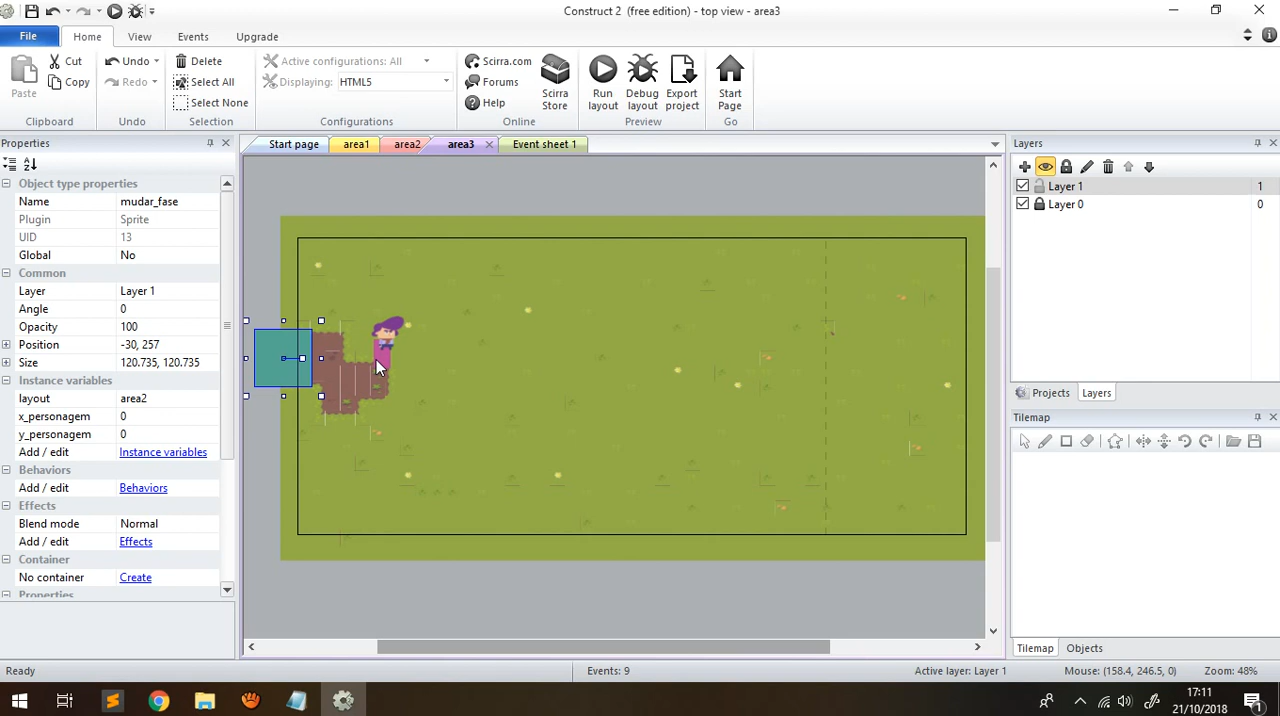 Construct 2 (free edition) - top view - area3
File
Home
View
Events
Upgrade
Paste
Cut
Copy
Clipboard
Undo
Redo
Undo
Delete
Select All
Select None
Selection
Active configurations: All
Displaying: HTML5
Configurations
Scirra.com
Forums
Help
Scirra Store
Online
Run layout
Debug layout
Export project
Preview
Start Page
Go
Properties
Start page
area1
area2
area3
Event sheet 1
Layers
Object type properties
Name mudar_fase
Plugin Sprite
UID 13
Global No
Common
Layer Layer 1
Angle 0
Opacity 100
Position -30, 257
Size 120.735, 120.735
Instance variables
layout area2
x_personagem 0
y_personagem 0
Add / edit Instance variables
Behaviors
Add / edit Behaviors
Effects
Blend mode Normal
Add / edit Effects
Container
No container Create
Properties
Layer 1 1
Layer 0 0
Projects
Layers
Tilemap
Tilemap
Objects
Ready
Events: 9
Active layer: Layer 1
Mouse: (158.4, 246.5, 0)
Zoom: 48%
17:11
21/10/2018
1